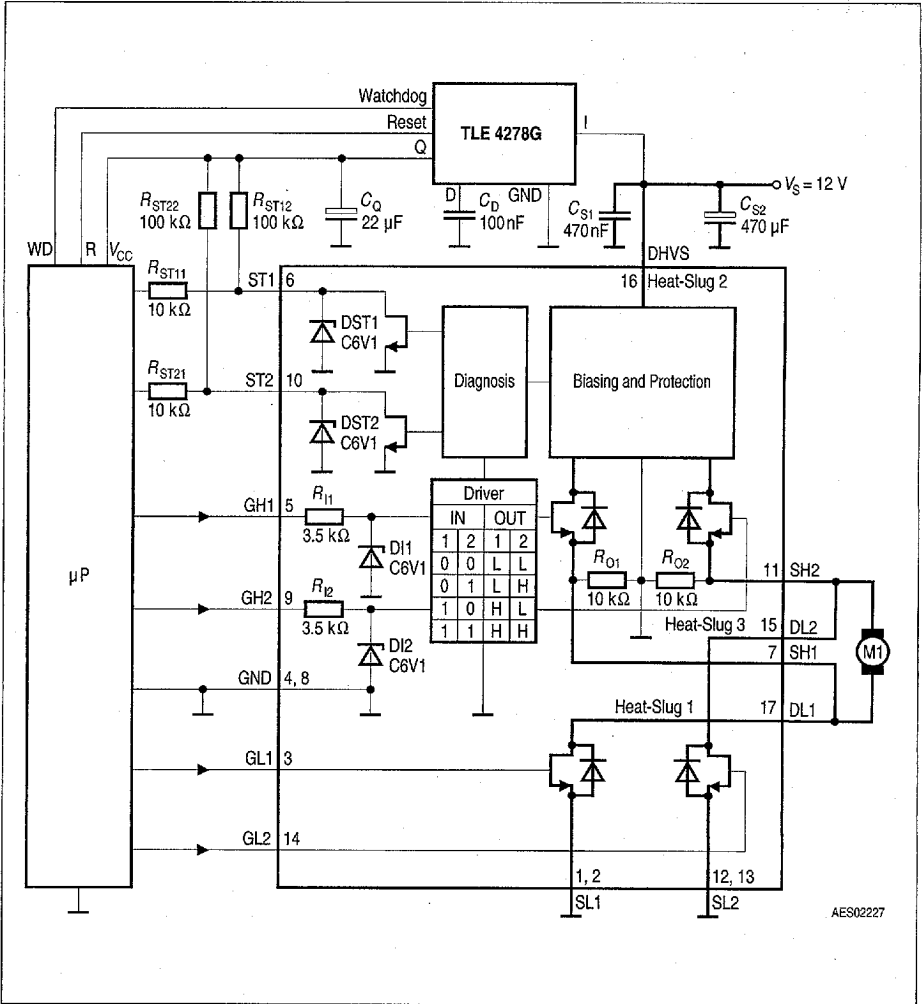 Watchdog
Reset
Q
TLE 4278G
I
D
GND
R_ST22
100 kΩ
R_ST12
100 kΩ
C_Q
22 µF
C_D
100nF
C_S1
470nF
C_S2
470 µF
V_S = 12 V
DHVS
WD
R
V_CC
16
Heat-Slug 2
R_ST11
10 kΩ
ST1
6
DST1
C6V1
R_ST21
10 kΩ
ST2
10
DST2
C6V1
Diagnosis
Biasing and Protection
µP
GH1
5
R_I1
3.5 kΩ
DI1
C6V1
GH2
9
R_I2
3.5 kΩ
DI2
C6V1
Driver
IN OUT
1 2 1 2
0 0 L L
0 1 L H
1 0 H L
1 1 H H
R_O1
10 kΩ
R_O2
10 kΩ
11 SH2
Heat-Slug 3
15 DL2
7 SH1
M1
GND
4, 8
Heat-Slug 1
17 DL1
GL1
3
GL2
14
1, 2
SL1
12, 13
SL2
AES02227